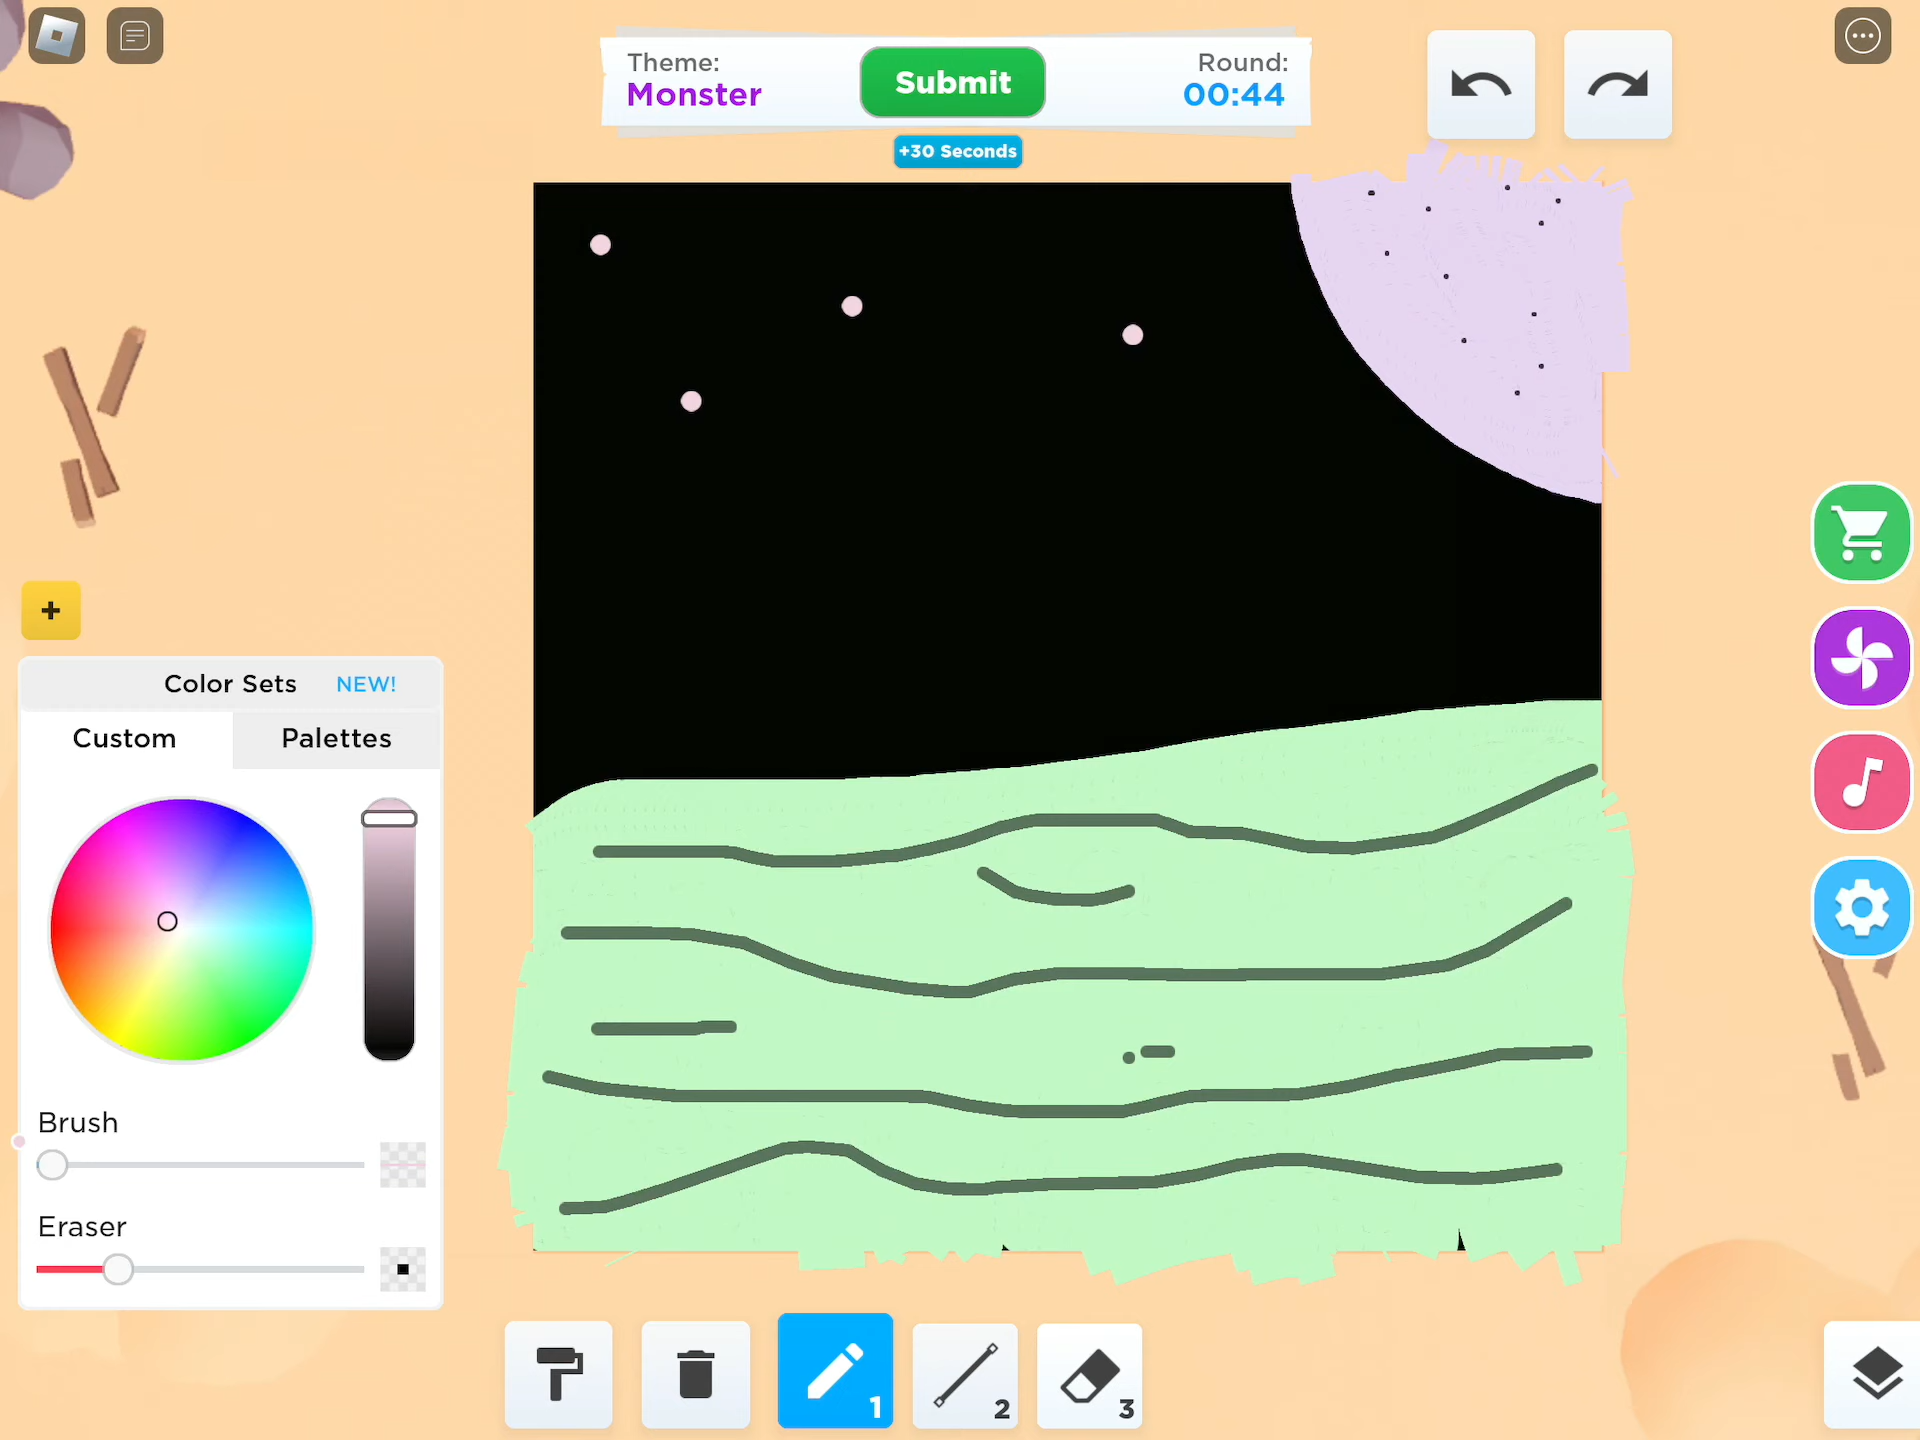 Theme:
Monster
Submit
Round:
00:44
+30 Seconds
+
Color Sets NEW!
Custom Palettes
Brush
Eraser
1
2
3